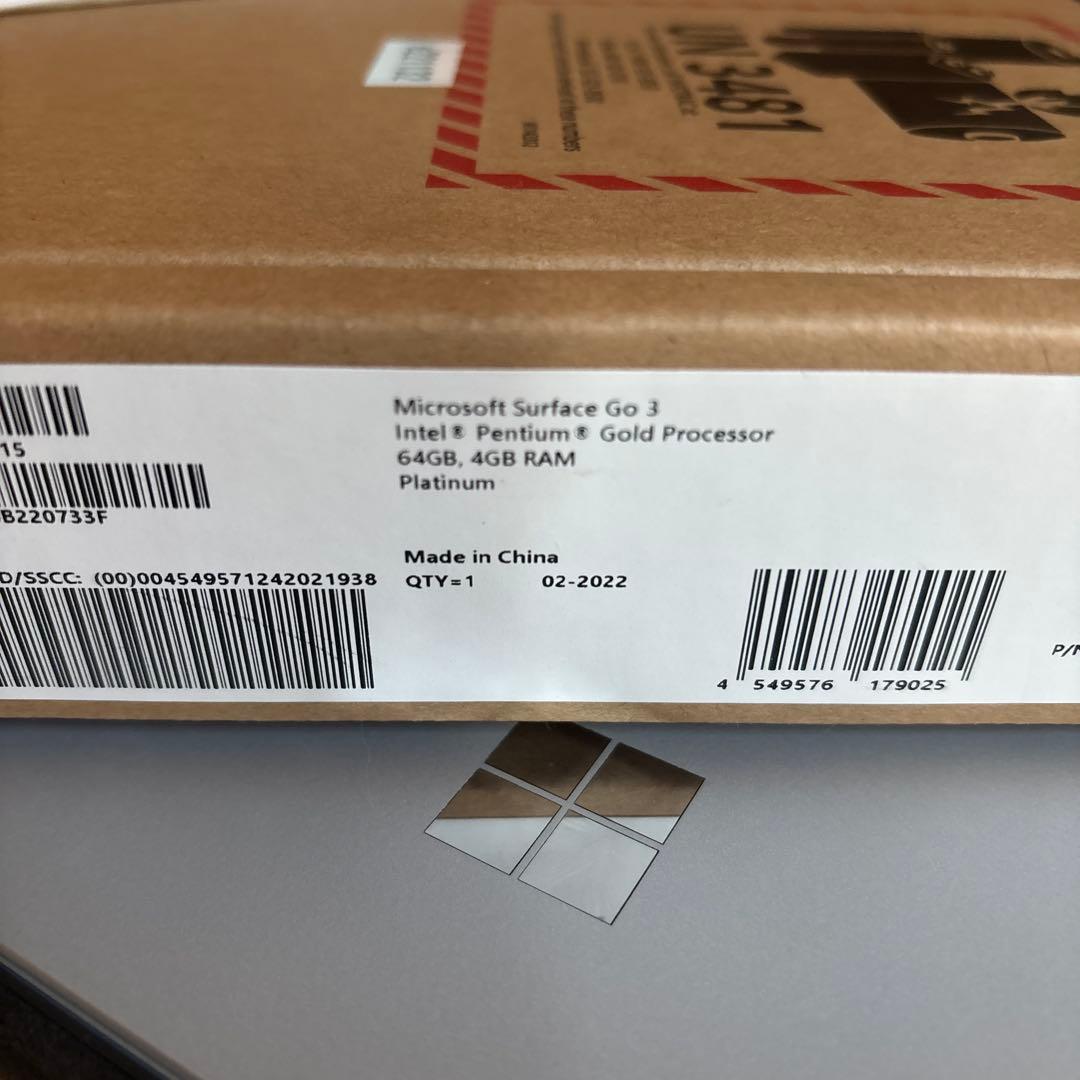 UN 3481
15
B220733F
D/SSCC: (00)004549571242021938
Microsoft Surface Go 3
Intel® Pentium® Gold Processor
64GB, 4GB RAM
Platinum
Made in China
QTY=1 02-2022
4 549576 179025
P/N